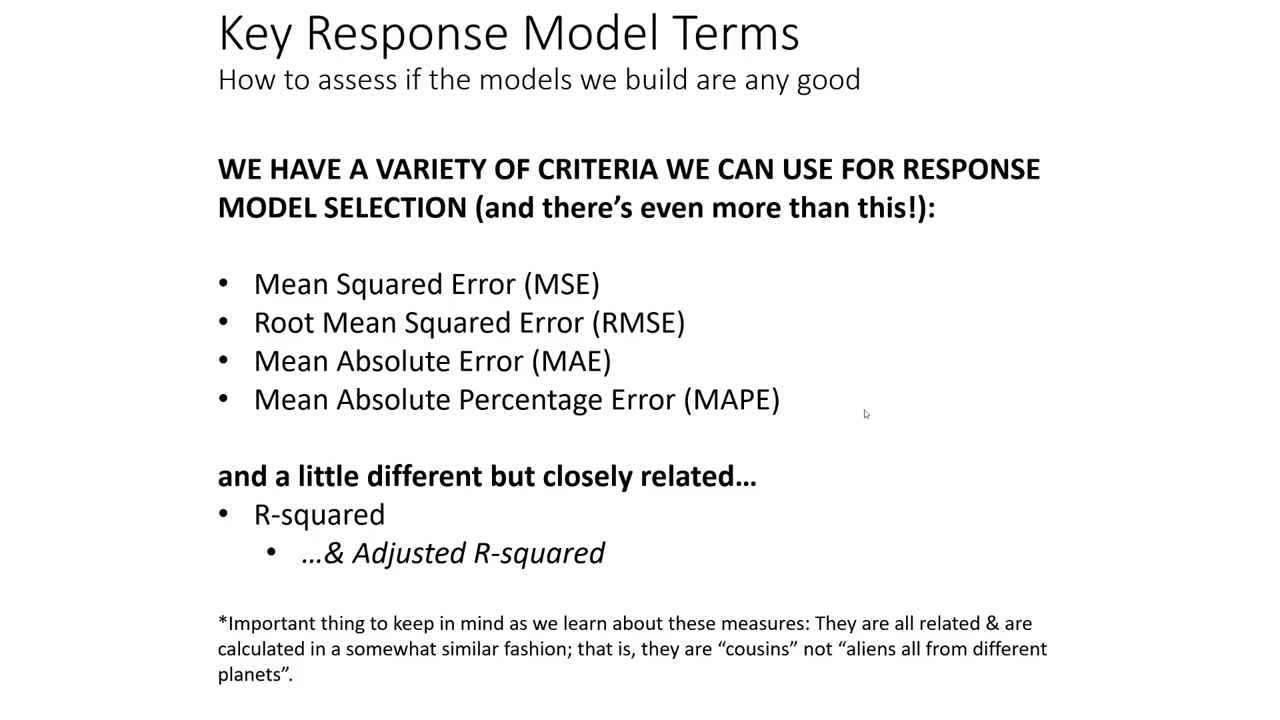 Key Response Model Terms
How to assess if the models we build are any good
WE HAVE A VARIETY OF CRITERIA WE CAN USE FOR RESPONSE
MODEL SELECTION (and there’s even more than this!):
• Mean Squared Error (MSE)
• Root Mean Squared Error (RMSE)
• Mean Absolute Error (MAE)
• Mean Absolute Percentage Error (MAPE)
and a little different but closely related…
• R-squared
• …& Adjusted R-squared
*Important thing to keep in mind as we learn about these measures: They are all related & are
calculated in a somewhat similar fashion; that is, they are “cousins” not “aliens all from different
planets”.